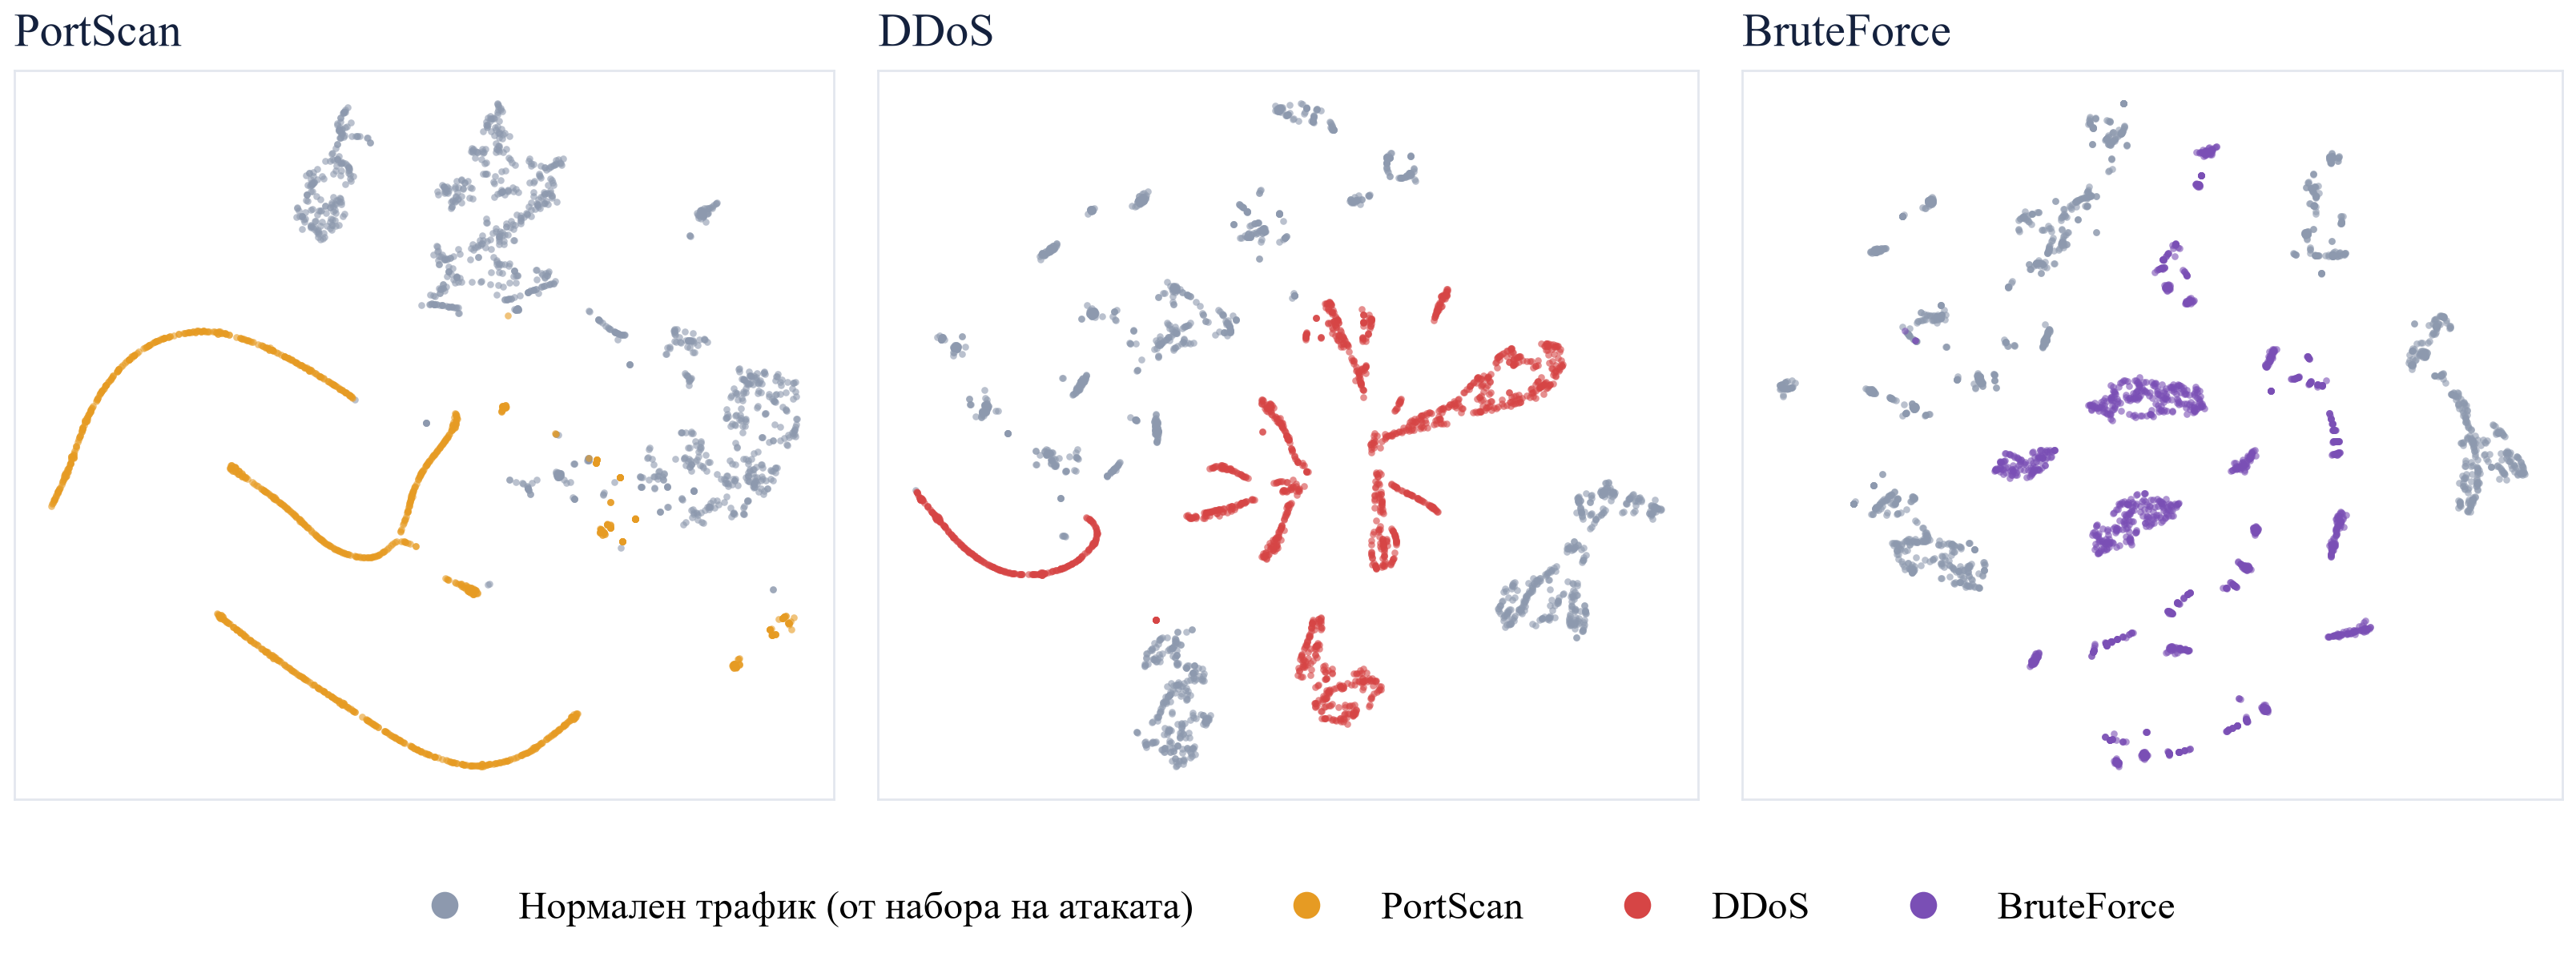 PortScan
DDoS
BruteForce
Нормален трафик (от набора на атаката)
PortScan
DDoS
BruteForce